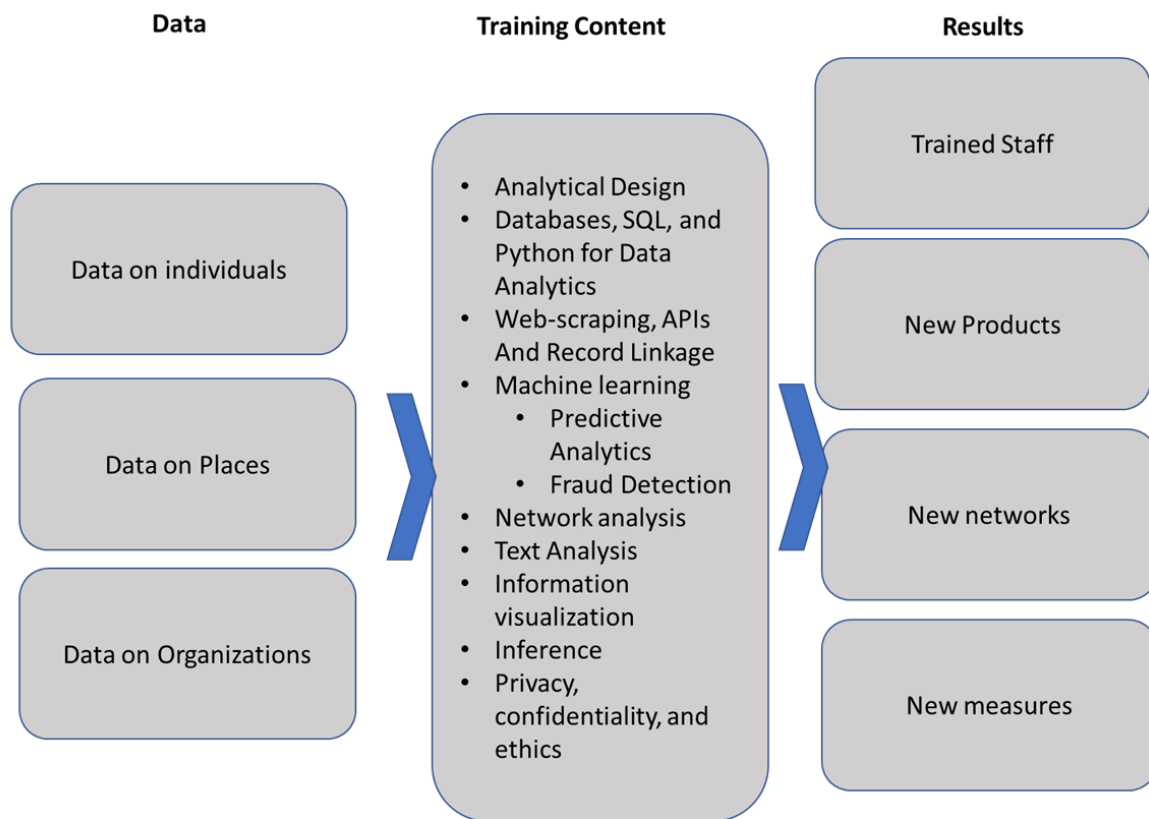 Data
Training Content
Results
Data on individuals
Data on Places
Data on Organizations
• Analytical Design
• Databases, SQL, and
Python for Data
Analytics
• Web-scraping, APIs
And Record Linkage
• Machine learning
• Predictive
Analytics
• Fraud Detection
• Network analysis
• Text Analysis
• Information
visualization
• Inference
• Privacy,
confidentiality, and
ethics
Trained Staff
New Products
New networks
New measures